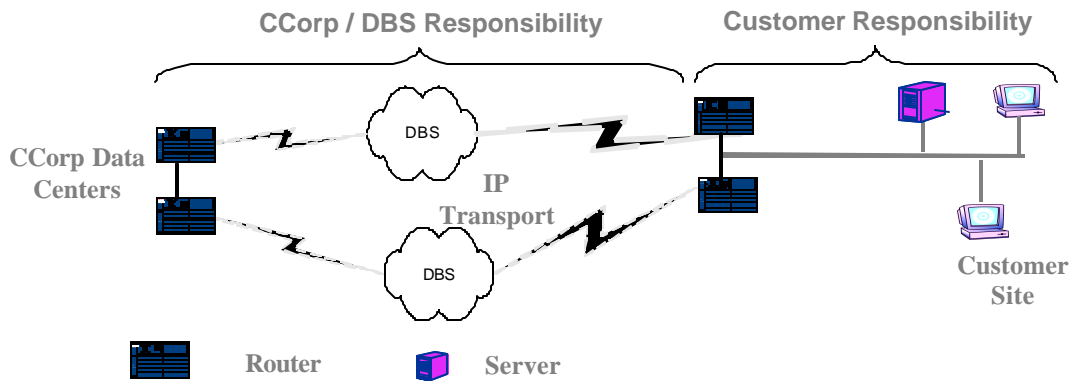 CCorp / DBS Responsibility
Customer Responsibility
DBS
CCorp Data
Centers
IP
Transport
DBS
Customer
Site
Router
Server